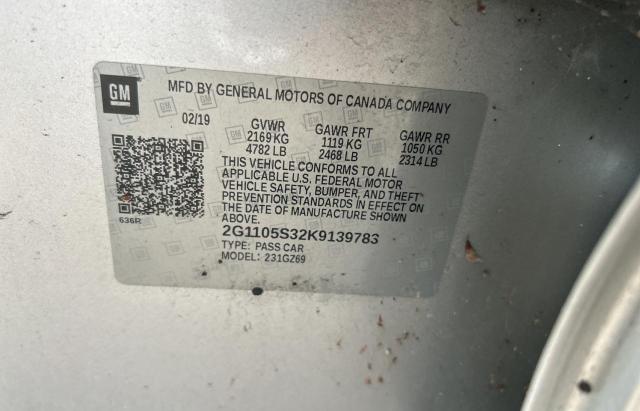 GM
MFD BY GENERAL MOTORS OF CANADA COMPANY
02/19 GVWR GAWR FRT GAWR RR
2169 KG 1119 KG 1050 KG
4782 LB 2468 LB 2314 LB
THIS VEHICLE CONFORMS TO ALL
APPLICABLE U.S. FEDERAL MOTOR
VEHICLE SAFETY, BUMPER, AND THEFT
PREVENTION STANDARDS IN EFFECT ON
THE DATE OF MANUFACTURE SHOWN
ABOVE.
636R
2G1105S32K9139783
TYPE: PASS CAR
MODEL: 231GZ69